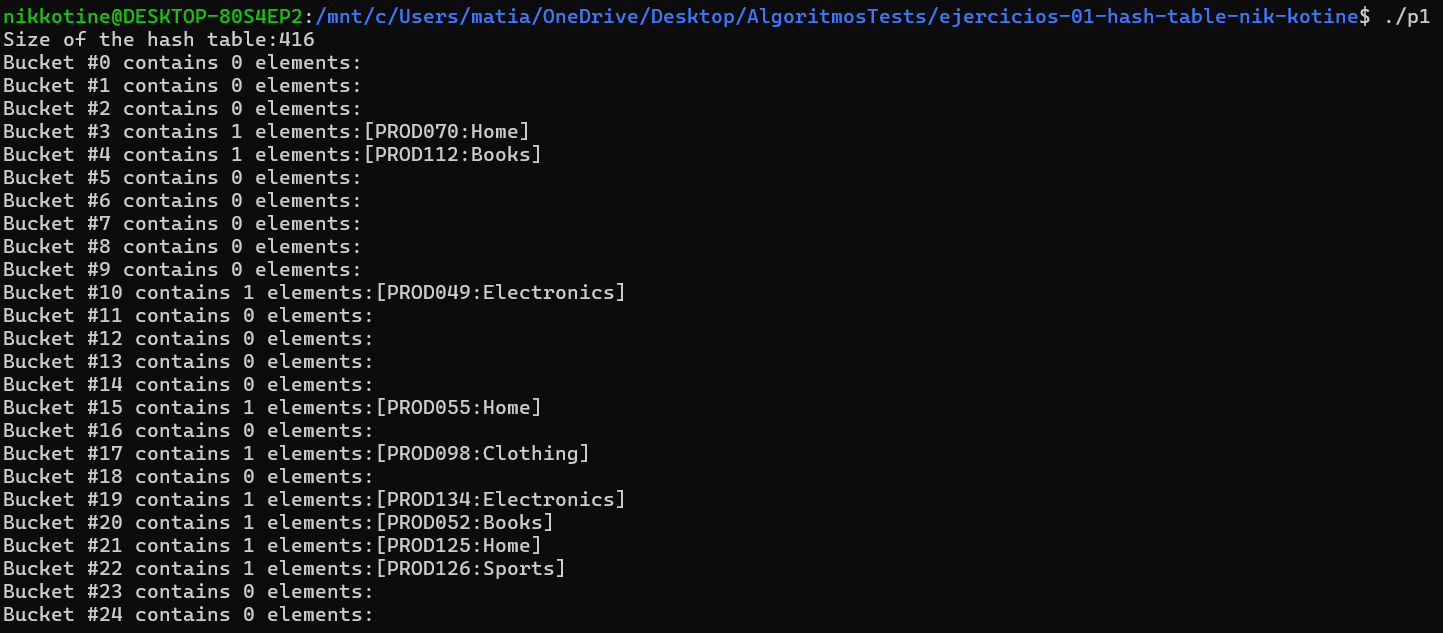 nikkotine@DESKTOP-80S4EP2:/mnt/c/Users/matia/OneDrive/Desktop/AlgoritmosTests/ejercicios-01-hash-table-nik-kotine$ ./p1
Size of the hash table:416
Bucket #0 contains 0 elements:
Bucket #1 contains 0 elements:
Bucket #2 contains 0 elements:
Bucket #3 contains 1 elements:[PROD070:Home]
Bucket #4 contains 1 elements:[PROD112:Books]
Bucket #5 contains 0 elements:
Bucket #6 contains 0 elements:
Bucket #7 contains 0 elements:
Bucket #8 contains 0 elements:
Bucket #9 contains 0 elements:
Bucket #10 contains 1 elements:[PROD049:Electronics]
Bucket #11 contains 0 elements:
Bucket #12 contains 0 elements:
Bucket #13 contains 0 elements:
Bucket #14 contains 0 elements:
Bucket #15 contains 1 elements:[PROD055:Home]
Bucket #16 contains 0 elements:
Bucket #17 contains 1 elements:[PROD098:Clothing]
Bucket #18 contains 0 elements:
Bucket #19 contains 1 elements:[PROD134:Electronics]
Bucket #20 contains 1 elements:[PROD052:Books]
Bucket #21 contains 1 elements:[PROD125:Home]
Bucket #22 contains 1 elements:[PROD126:Sports]
Bucket #23 contains 0 elements:
Bucket #24 contains 0 elements: